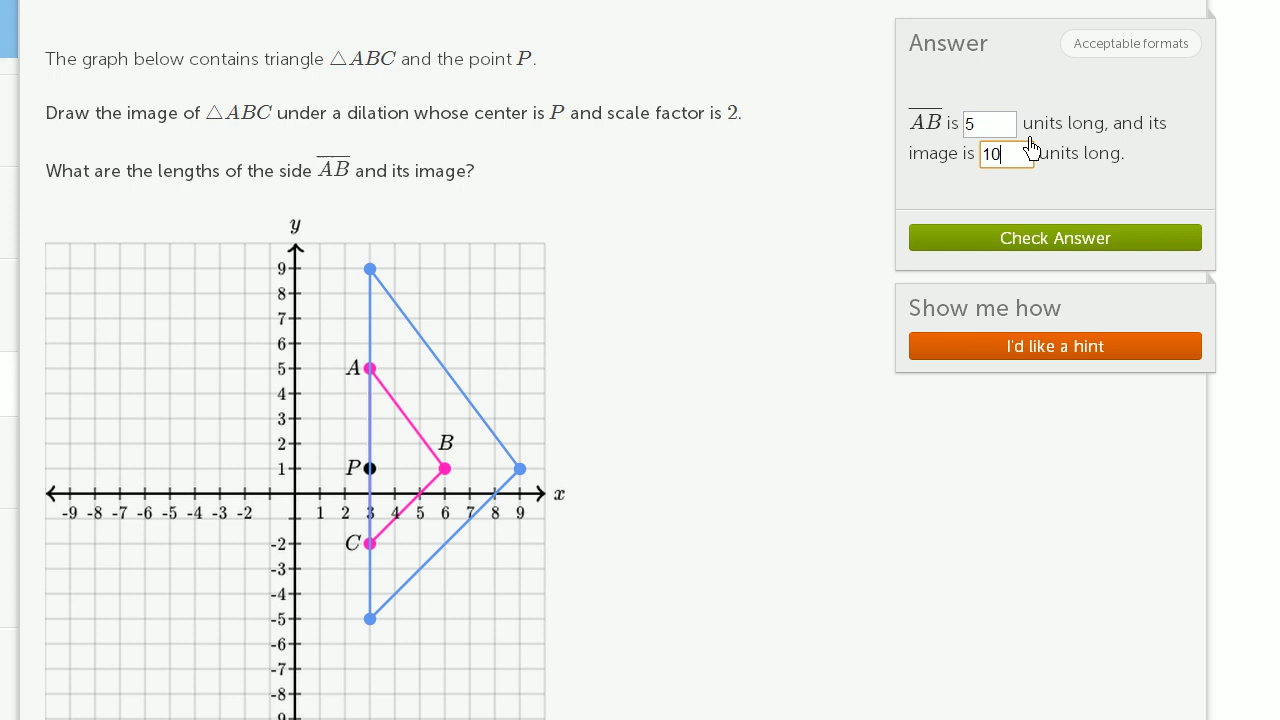 The graph below contains triangle △ABC and the point P.
Draw the image of △ABC under a dilation whose center is P and scale factor is 2.
What are the lengths of the side AB and its image?
y
9
8
7
6
A 5
4
3
2 B
P 1
-9 -8 -7 -6 -5 -4 -3 -2 1 2 3 4 5 6 7 8 9 x
-2 C
-3
-4
-5
-6
-7
-8
-9
Answer Acceptable formats
AB is 5 units long, and its
image is 10 units long.
Check Answer
Show me how
I'd like a hint